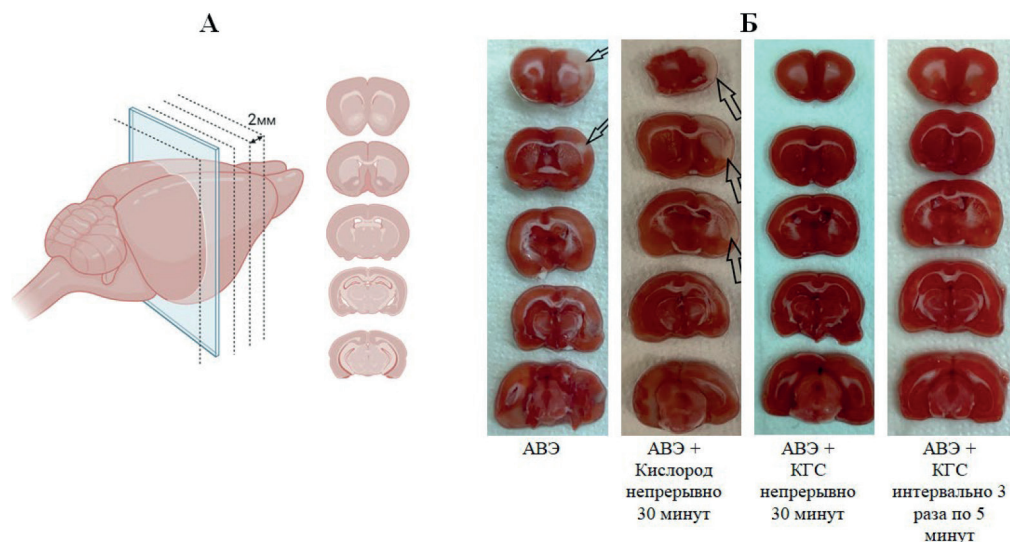 А
Б
2мм
АВЭ
АВЭ +
Кислород
непрерывно
30 минут
АВЭ +
КГС
непрерывно
30 минут
АВЭ +
КГС
интервально 3
раза по 5
минут